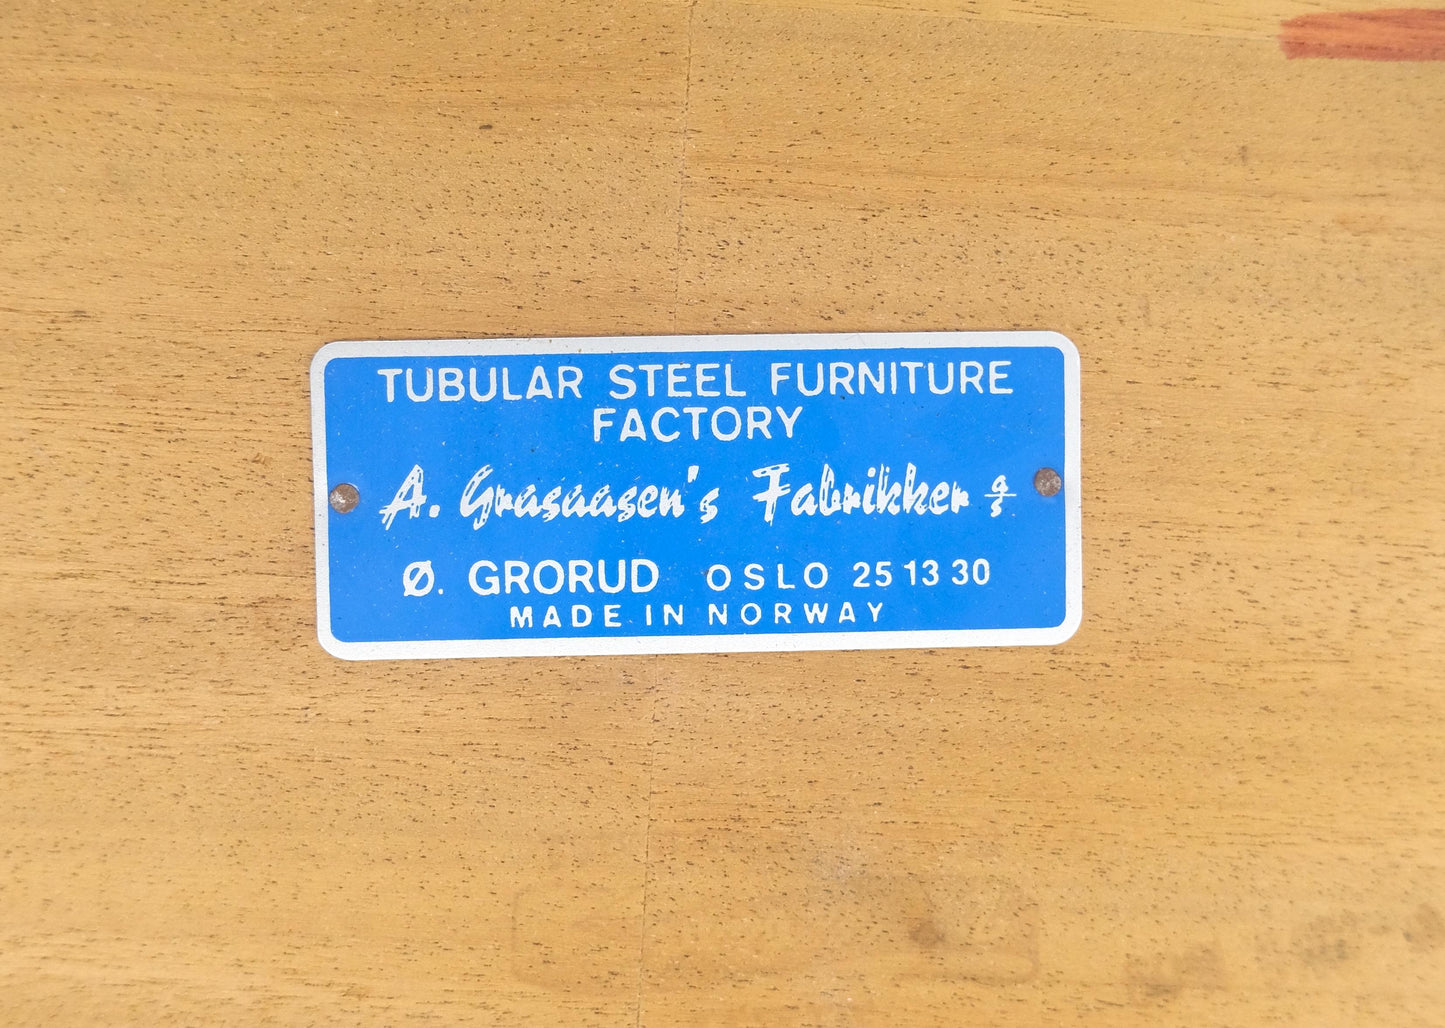 TUBULAR STEEL FURNITURE
FACTORY
A. Grasaasen's Fabrikker a/s
Ø. GRORUD OSLO 25 13 30
MADE IN NORWAY